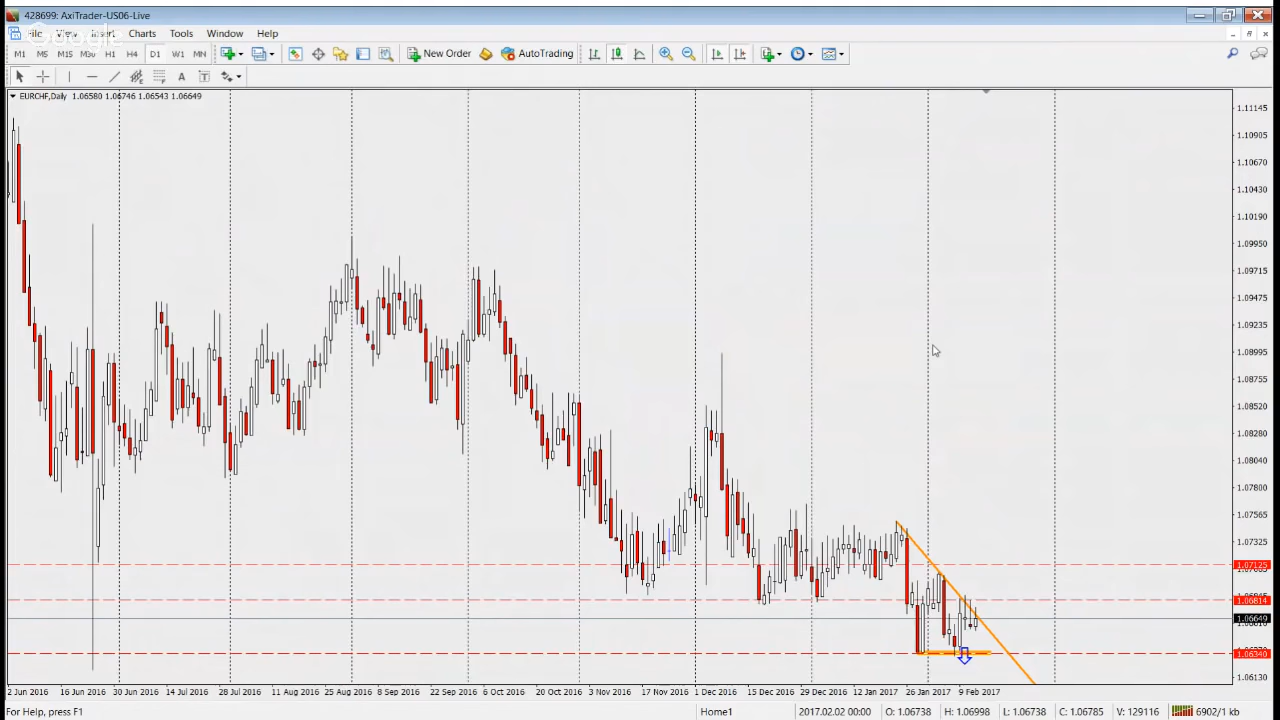 428699: AxiTrader-US06-Live
File View Insert Charts Tools Window Help
Google
M1 M5 M15 M30 H1 H4 D1 W1 MN New Order AutoTrading
A T
EURCHF,Daily 1.06580 1.06746 1.06543 1.06649
1.11145
1.10905
1.10670
1.10430
1.10190
1.09950
1.09715
1.09475
1.09235
1.08995
1.08755
1.08520
1.08280
1.08040
1.07800
1.07565
1.07325
1.07125
1.06814
1.06649
1.06340
1.06130
2 Jun 2016 16 Jun 2016 30 Jun 2016 14 Jul 2016 28 Jul 2016 11 Aug 2016 25 Aug 2016 8 Sep 2016 22 Sep 2016 6 Oct 2016 20 Oct 2016 3 Nov 2016 17 Nov 2016 1 Dec 2016 15 Dec 2016 29 Dec 2016 12 Jan 2017 26 Jan 2017 9 Feb 2017
For Help, press F1 Home1 2017.02.02 00:00 O: 1.06738 H: 1.06998 L: 1.06738 C: 1.06785 V: 129116 6902/1 kb